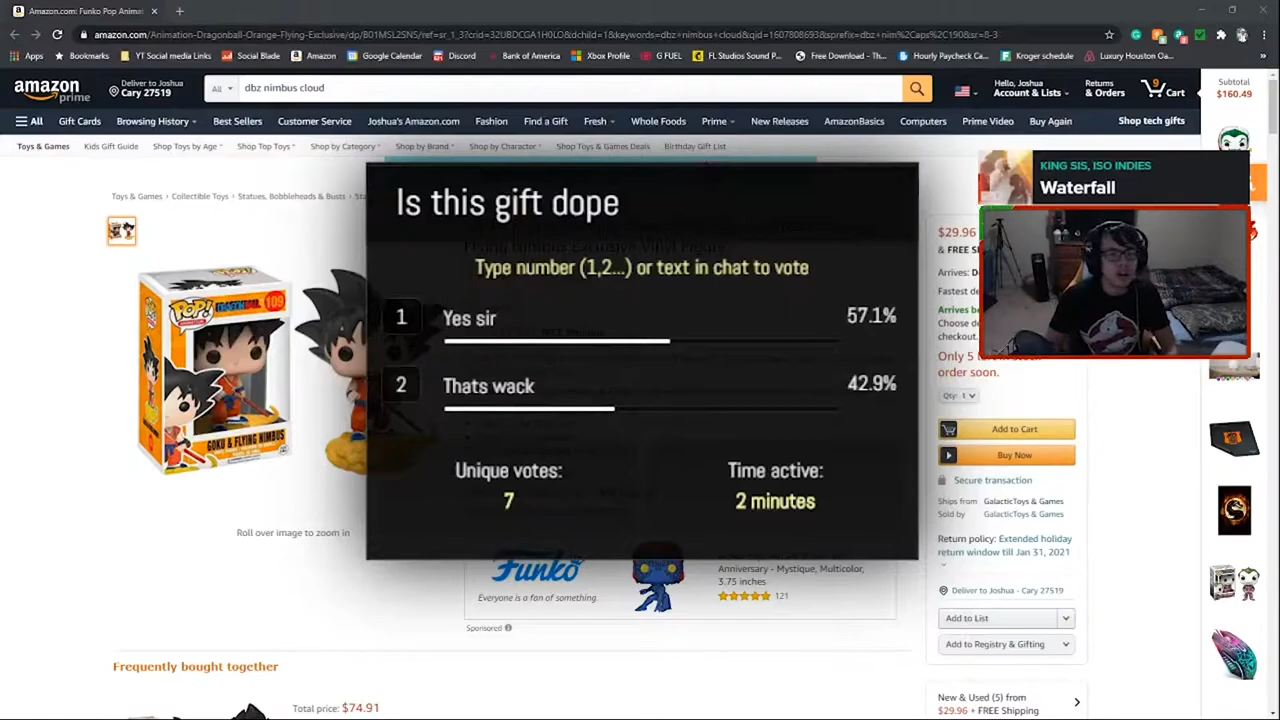 Amazon.com: Funko Pop Animat
amazon.com/Animation-Dragonball-Orange-Flying-Exclusive/dp/B01MSL2SNS/ref=sr_1_3?crid=32UBDCGA1H0LO&dchild=1&keywords=dbz+nimbus+cloud&qid=1607808693&sprefix=dbz+nim%2Caps%2C190&sr=8-3
Apps
Bookmarks
YT Social media Links
Social Blade
Amazon
Google Calendar
Discord
Bank of America
Xbox Profile
G FUEL
FL Studios Sound P...
Free Download - Th...
Hourly Paycheck Ca...
Kroger schedule
Luxury Houston Oa...
amazon
prime
Deliver to Joshua
Cary 27519
All
dbz nimbus cloud
Hello, Joshua
Account & Lists
Returns
& Orders
9
Cart
Subtotal
$160.49
All
Gift Cards
Browsing History
Best Sellers
Customer Service
Joshua's Amazon.com
Fashion
Find a Gift
Fresh
Whole Foods
Prime
New Releases
AmazonBasics
Computers
Prime Video
Buy Again
Shop tech gifts
Toys & Games
Kids Gift Guide
Shop Toys by Age
Shop Top Toys
Shop by Category
Shop by Brand
Shop by Character
Shop Toys & Games Deals
Birthday Gift List
KING SIS, ISO INDIES
Waterfall
Toys & Games › Collectible Toys › Statues, Bobbleheads & Busts ›
Is this gift dope
Type number (1,2...) or text in chat to vote
1
Yes sir
57.1%
2
Thats wack
42.9%
Unique votes:
7
Time active:
2 minutes
POP!
ANIMATION
109
GOKU & FLYING NIMBUS
Roll over image to zoom in
$29.96
Fastest de
checkout.
order soon.
Qty: 1
Add to Cart
Buy Now
Secure transaction
Ships from GalacticToys & Games
Sold by GalacticToys & Games
Return policy: Extended holiday
return window till Jan 31, 2021
Deliver to Joshua - Cary 27519
Add to List
Add to Registry & Gifting
New & Used (5) from
$29.96 + FREE Shipping
Funko
Everyone is a fan of something.
Anniversary - Mystique, Multicolor,
3.75 inches
121
Sponsored
Frequently bought together
Total price: $74.91